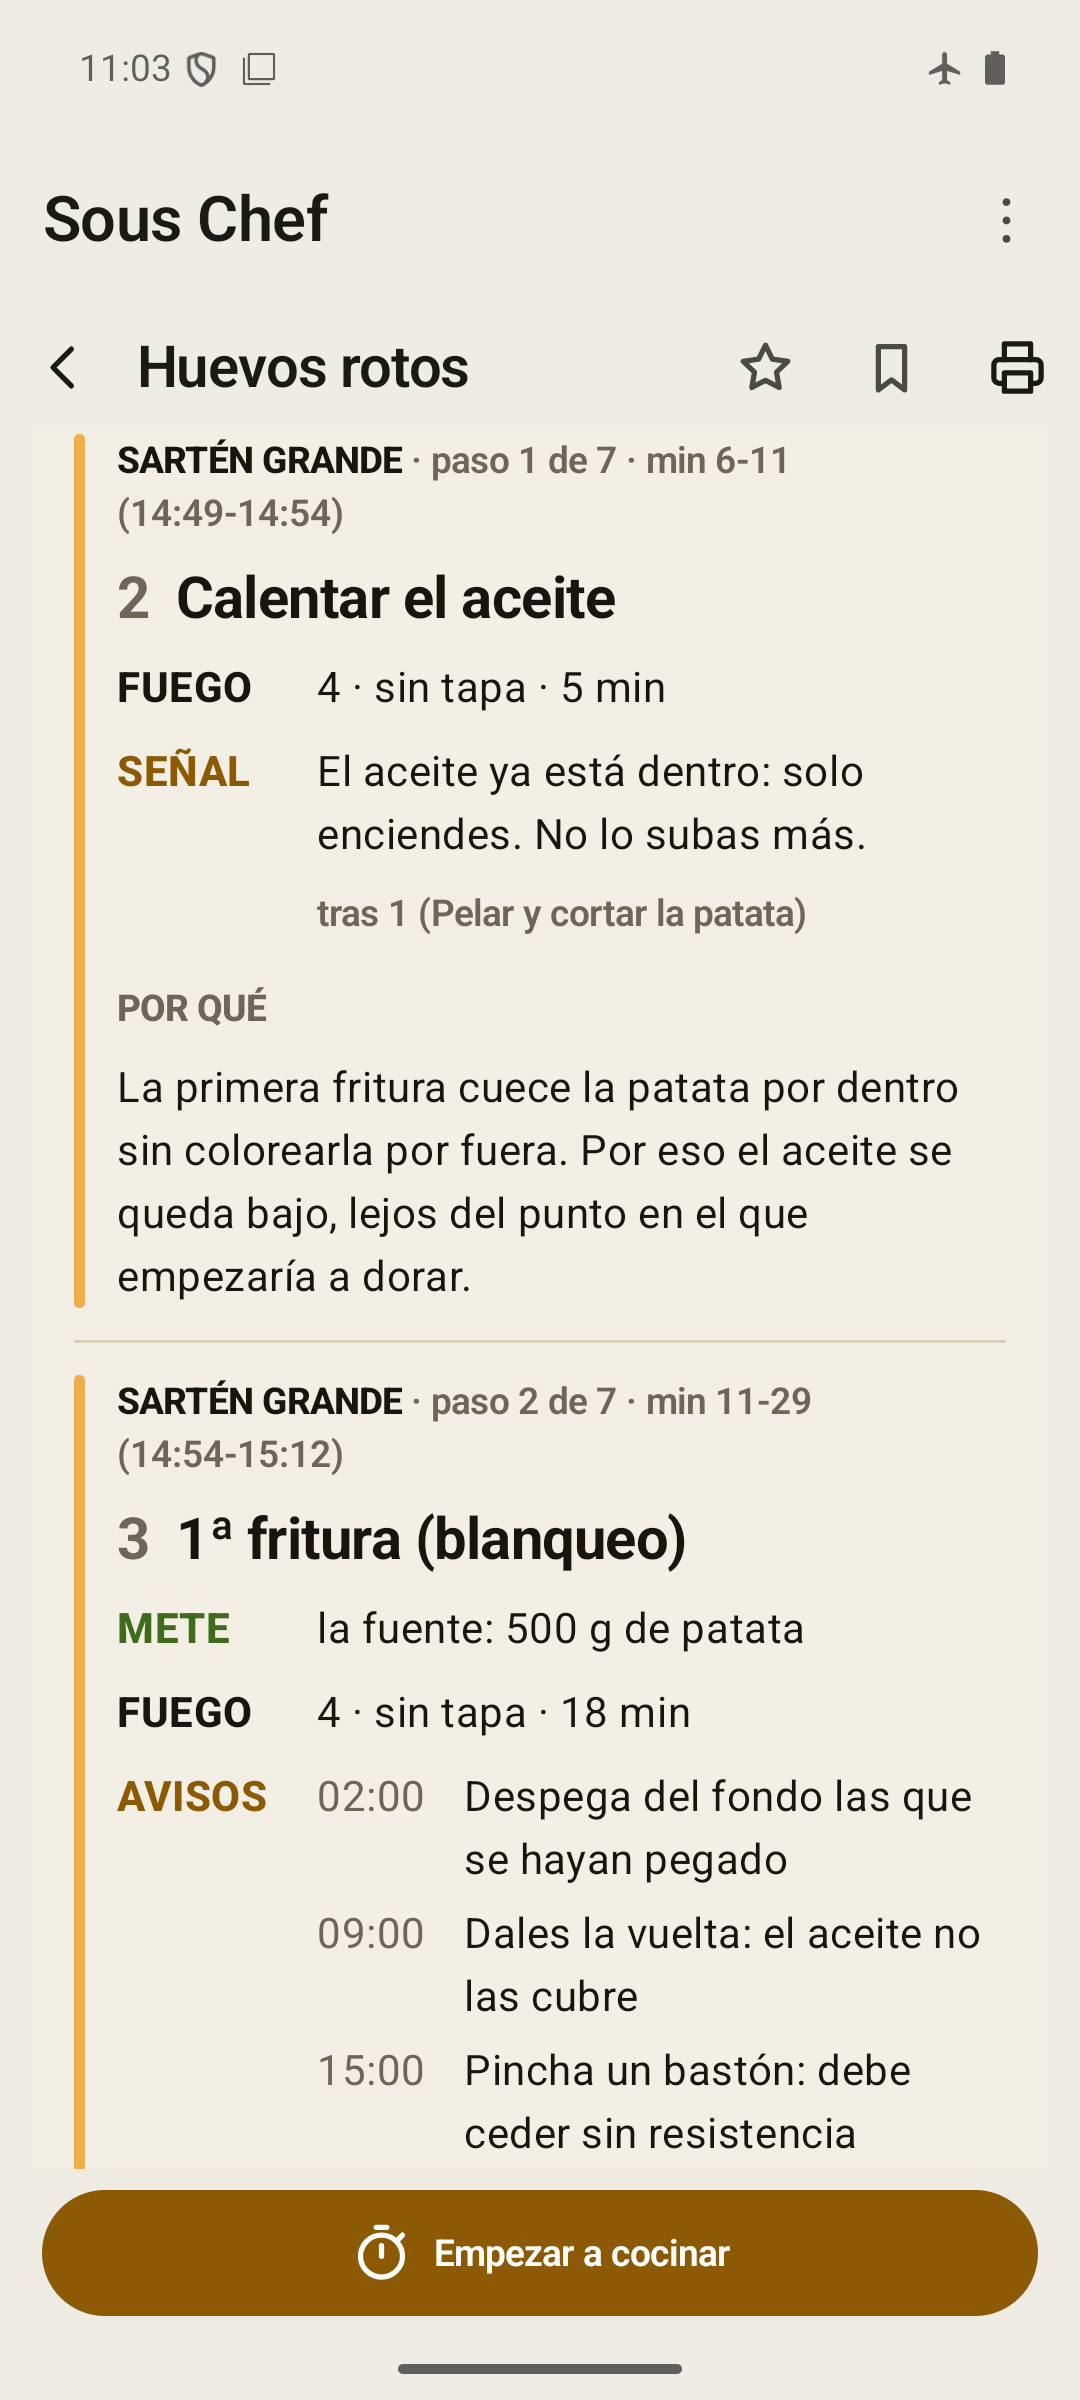 11:03
Sous Chef
Huevos rotos
SARTÉN GRANDE · paso 1 de 7 · min 6-11
(14:49-14:54)
2 Calentar el aceite
FUEGO 4 · sin tapa · 5 min
SEÑAL El aceite ya está dentro: solo
enciendes. No lo subas más.
tras 1 (Pelar y cortar la patata)
POR QUÉ
La primera fritura cuece la patata por dentro
sin colorearla por fuera. Por eso el aceite se
queda bajo, lejos del punto en el que
empezaría a dorar.
SARTÉN GRANDE · paso 2 de 7 · min 11-29
(14:54-15:12)
3 1ª fritura (blanqueo)
METE la fuente: 500 g de patata
FUEGO 4 · sin tapa · 18 min
AVISOS 02:00 Despega del fondo las que
se hayan pegado
09:00 Dales la vuelta: el aceite no
las cubre
15:00 Pincha un bastón: debe
ceder sin resistencia
Empezar a cocinar